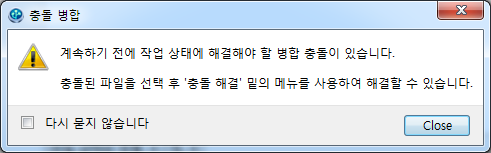 충돌 병합
계속하기 전에 작업 상태에 해결해야 할 병합 충돌이 있습니다.
충돌된 파일을 선택 후 '충돌 해결' 밑의 메뉴를 사용하여 해결할 수 있습니다.
다시 묻지 않습니다
Close